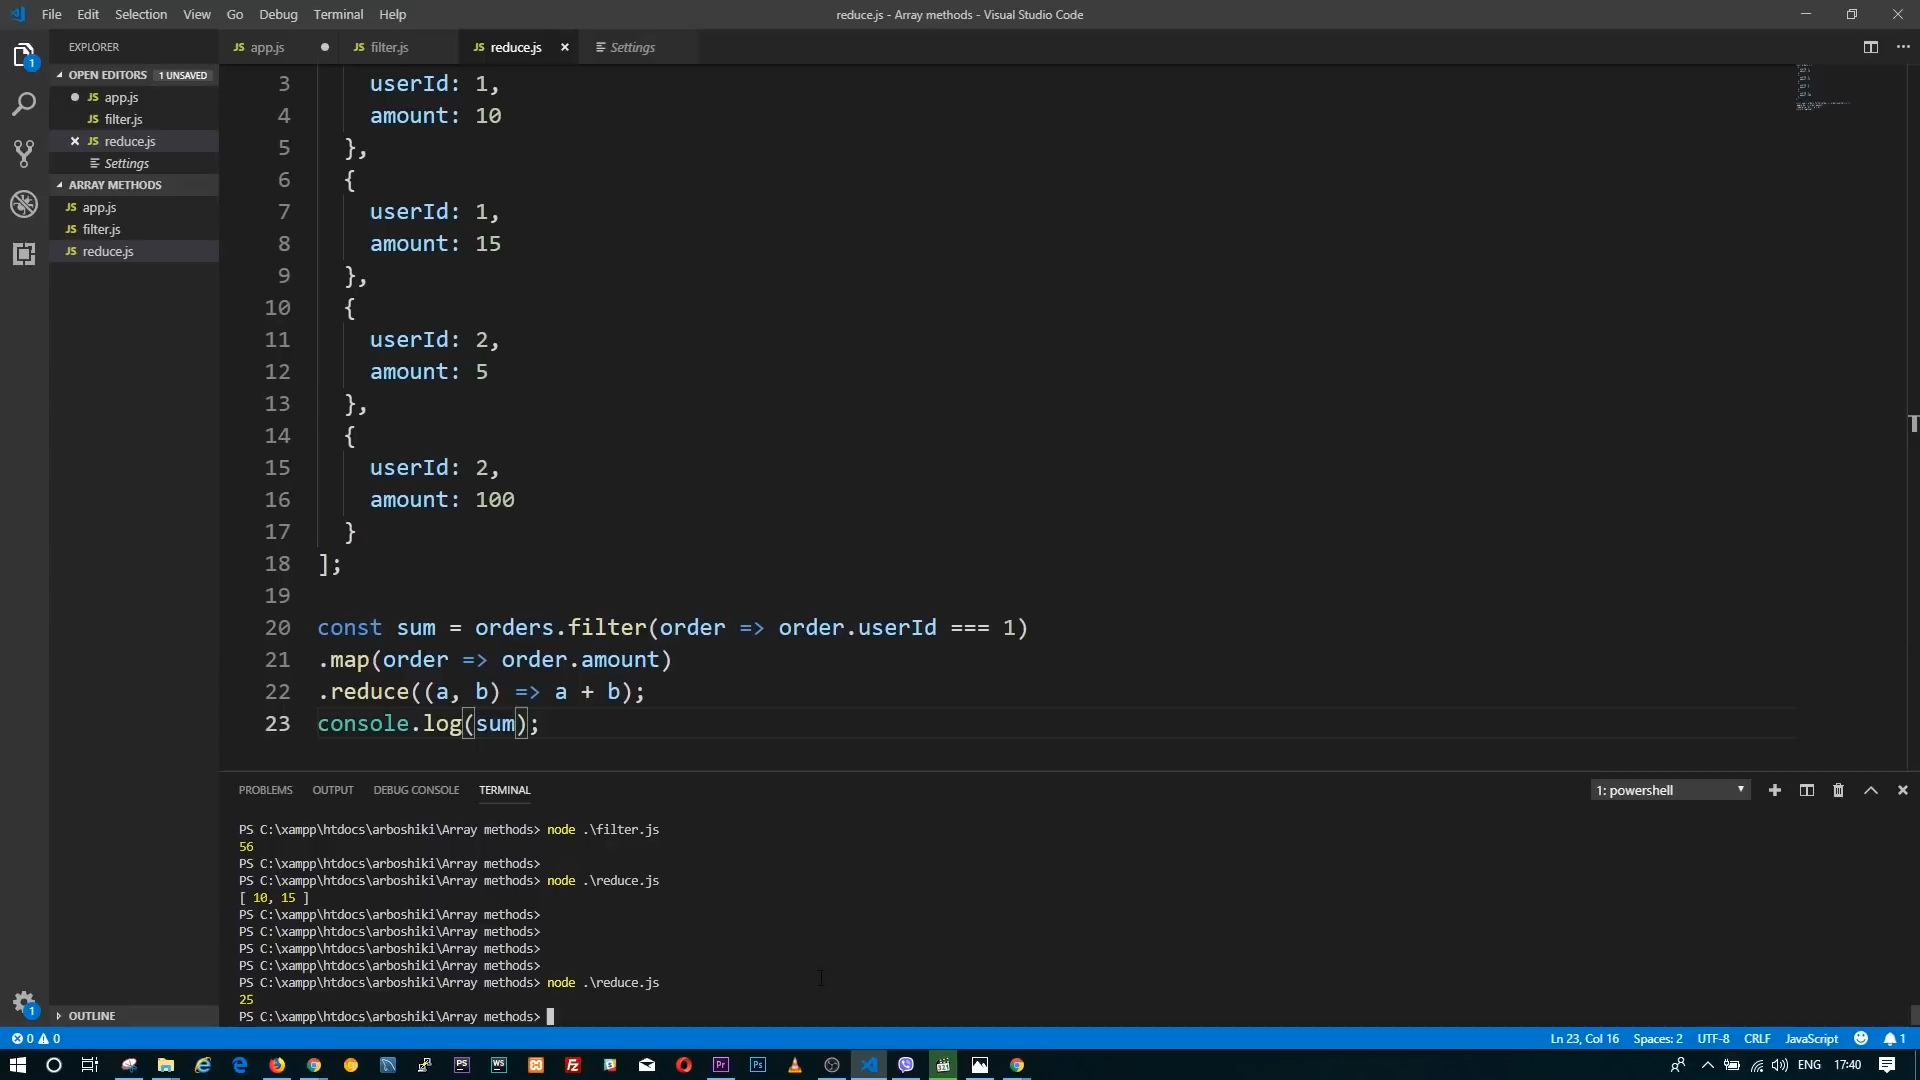 File Edit Selection View Go Debug Terminal Help
reduce.js - Array methods - Visual Studio Code
EXPLORER
JS app.js
JS filter.js
JS reduce.js
Settings
OPEN EDITORS 1 UNSAVED
JS app.js
JS filter.js
JS reduce.js
Settings
ARRAY METHODS
JS app.js
JS filter.js
JS reduce.js
OUTLINE
3 userId: 1,
4 amount: 10
5 },
6 {
7 userId: 1,
8 amount: 15
9 },
10 {
11 userId: 2,
12 amount: 5
13 },
14 {
15 userId: 2,
16 amount: 100
17 }
18 ];
19
20 const sum = orders.filter(order => order.userId === 1)
21 .map(order => order.amount)
22 .reduce((a, b) => a + b);
23 console.log(sum);
PROBLEMS OUTPUT DEBUG CONSOLE TERMINAL
1: powershell
PS C:\xampp\htdocs\arboshiki\Array methods> node .\filter.js
56
PS C:\xampp\htdocs\arboshiki\Array methods>
PS C:\xampp\htdocs\arboshiki\Array methods> node .\reduce.js
[ 10, 15 ]
PS C:\xampp\htdocs\arboshiki\Array methods>
PS C:\xampp\htdocs\arboshiki\Array methods>
PS C:\xampp\htdocs\arboshiki\Array methods>
PS C:\xampp\htdocs\arboshiki\Array methods>
PS C:\xampp\htdocs\arboshiki\Array methods> node .\reduce.js
25
PS C:\xampp\htdocs\arboshiki\Array methods>
0 0
Ln 23, Col 16 Spaces: 2 UTF-8 CRLF JavaScript 1
ENG 17:40